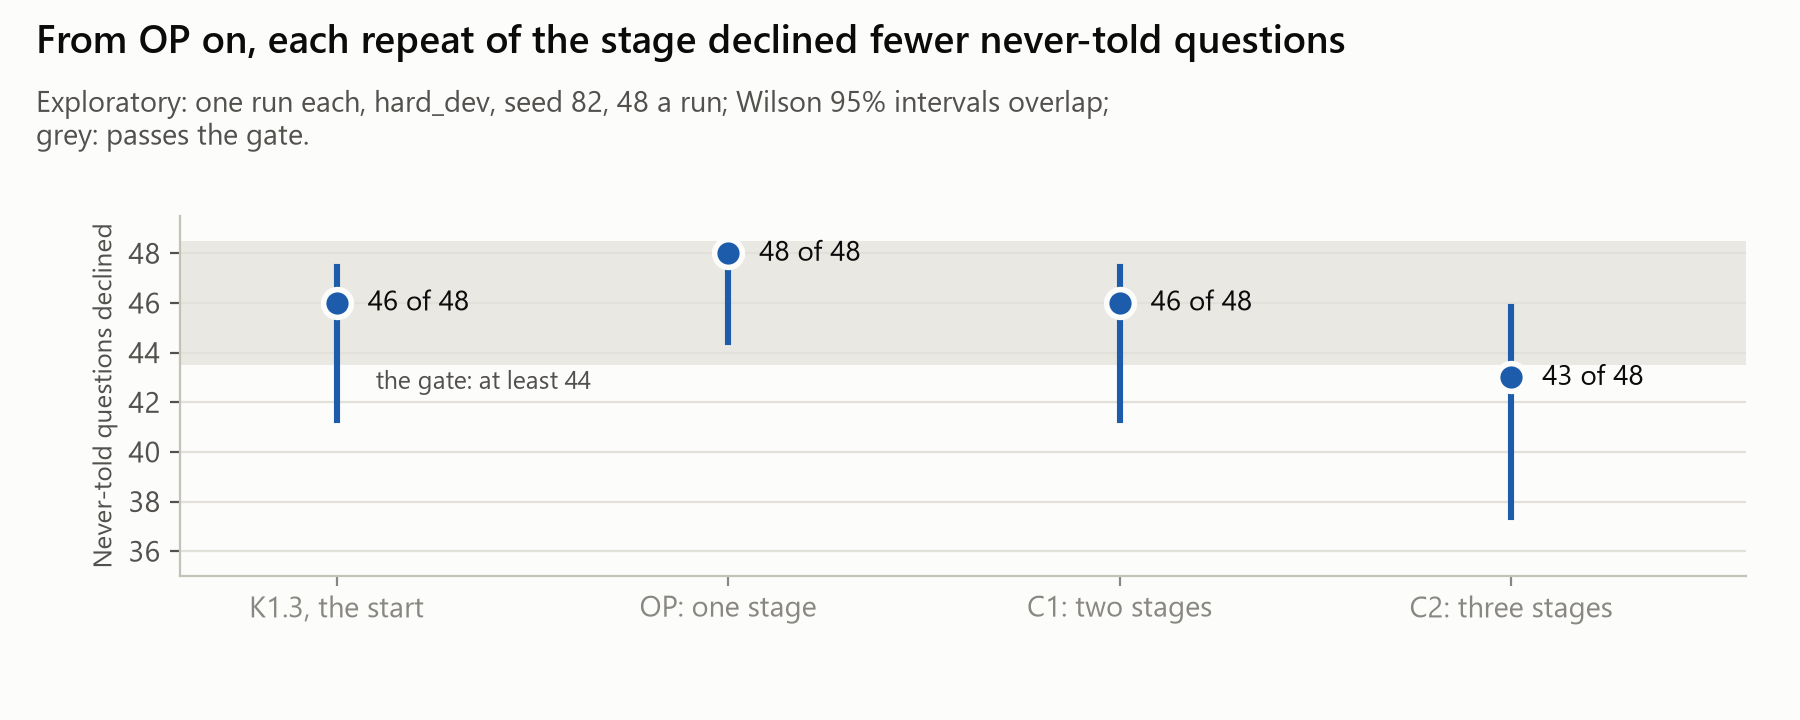 From OP on, each repeat of the stage declined fewer never-told questions
Exploratory: one run each, hard_dev, seed 82, 48 a run; Wilson 95% intervals overlap;
grey: passes the gate.
Never-told questions declined
48
46
44
42
40
38
36
46 of 48
48 of 48
46 of 48
43 of 48
the gate: at least 44
K1.3, the start
OP: one stage
C1: two stages
C2: three stages